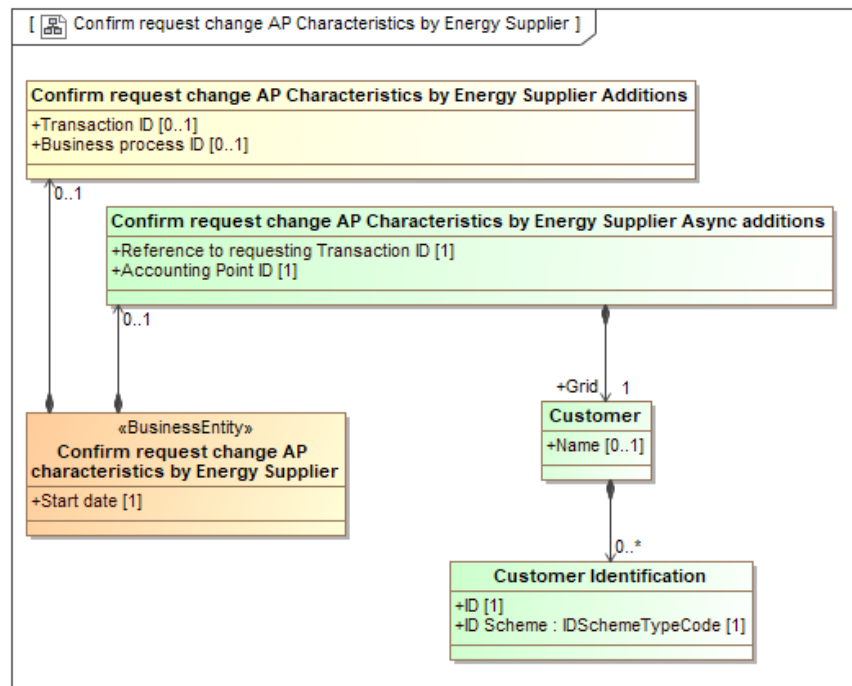 [ Confirm request change AP Characteristics by Energy Supplier ]
Confirm request change AP Characteristics by Energy Supplier Additions
+Transaction ID [0..1]
+Business process ID [0..1]
0..1
Confirm request change AP Characteristics by Energy Supplier Async additions
+Reference to requesting Transaction ID [1]
+Accounting Point ID [1]
0..1
+Grid 1
«BusinessEntity»
Confirm request change AP
characteristics by Energy Supplier
+Start date [1]
Customer
+Name [0..1]
0..*
Customer Identification
+ID [1]
+ID Scheme : IDSchemeTypeCode [1]